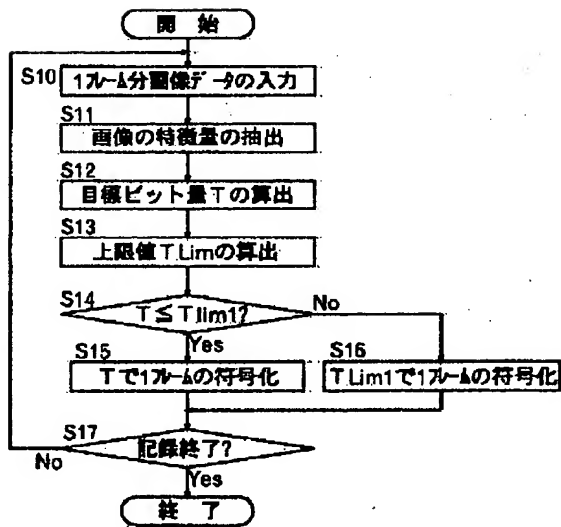 開 始
S10
1フレーム分画像データの入力
S11
画像の特徴量の抽出
S12
目標ビット量Tの算出
S13
上限値T.Limの算出
S14
T≦T.lim1?
No
Yes
S15
Tで1フレームの符号化
S16
T.Lim1で1フレームの符号化
S17
記録終了?
No
Yes
終 了